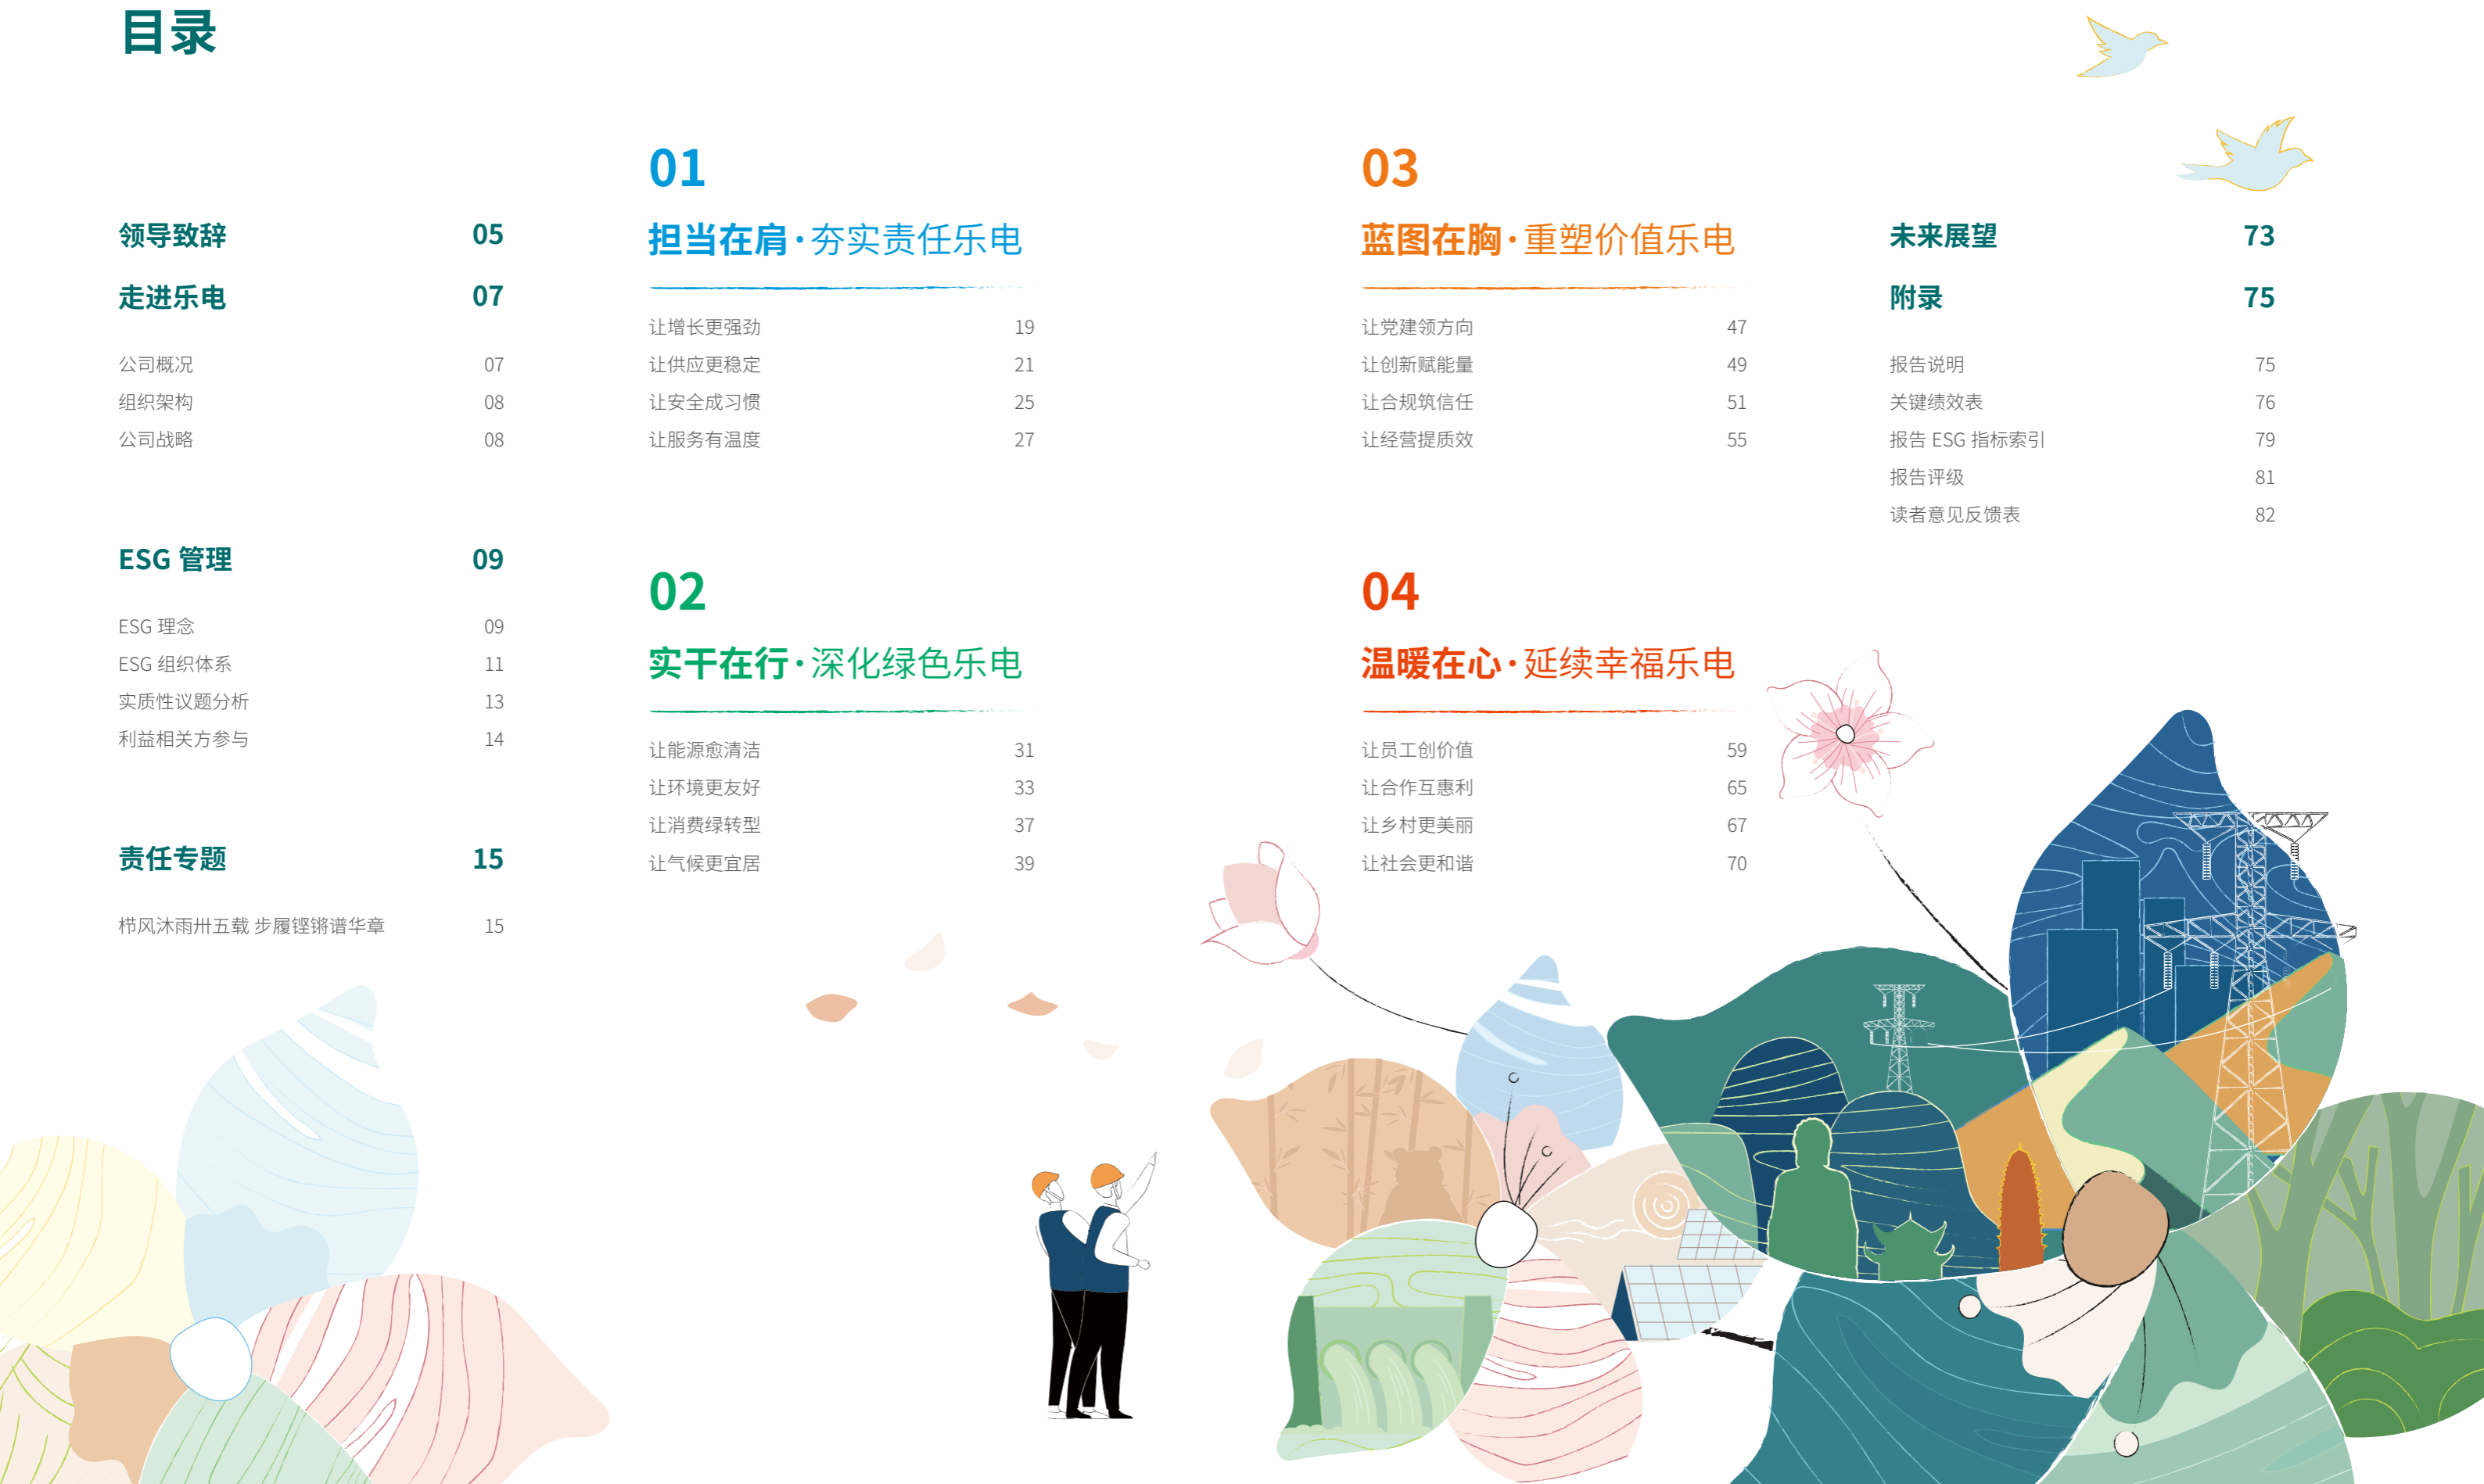 目录
领导致辞 05
走进乐电 07
公司概况 07
组织架构 08
公司战略 08
ESG 管理 09
ESG 理念 09
ESG 组织体系 11
实质性议题分析 13
利益相关方参与 14
责任专题 15
栉风沐雨卅五载 步履铿锵谱华章 15
01
担当在肩·夯实责任乐电
让增长更强劲 19
让供应更稳定 21
让安全成习惯 25
让服务有温度 27
02
实干在行·深化绿色乐电
让能源愈清洁 31
让环境更友好 33
让消费绿转型 37
让气候更宜居 39
03
蓝图在胸·重塑价值乐电
让党建领方向 47
让创新赋能量 49
让合规筑信任 51
让经营提质效 55
04
温暖在心·延续幸福乐电
让员工创价值 59
让合作互惠利 65
让乡村更美丽 67
让社会更和谐 70
未来展望 73
附录 75
报告说明 75
关键绩效表 76
报告 ESG 指标索引 79
报告评级 81
读者意见反馈表 82